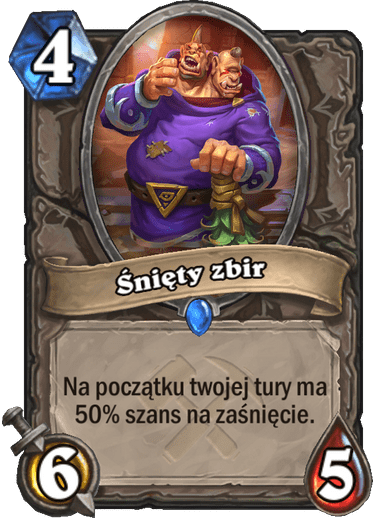 4
Śnięty zbir
Na początku twojej tury ma
50% szans na zaśnięcie.
6
5